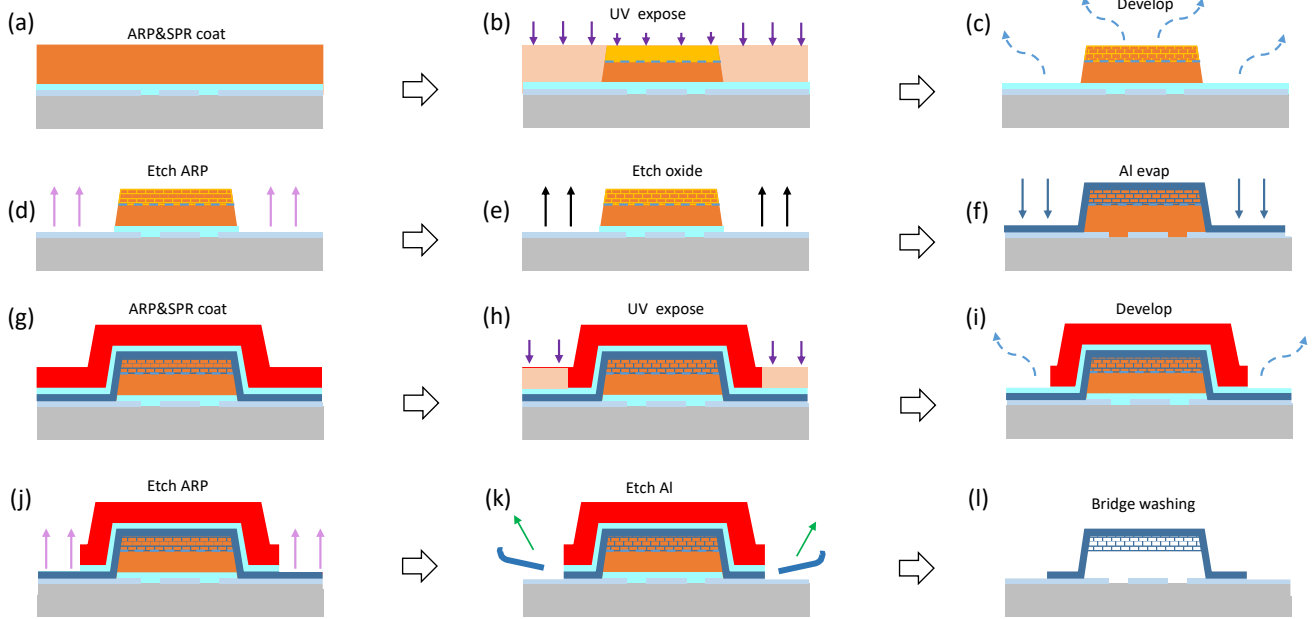 (a)
ARP&SPR coat
(b)
UV expose
(c)
Develop
(d)
Etch ARP
(e)
Etch oxide
(f)
Al evap
(g)
ARP&SPR coat
(h)
UV expose
(i)
Develop
(j)
Etch ARP
(k)
Etch Al
(l)
Bridge washing